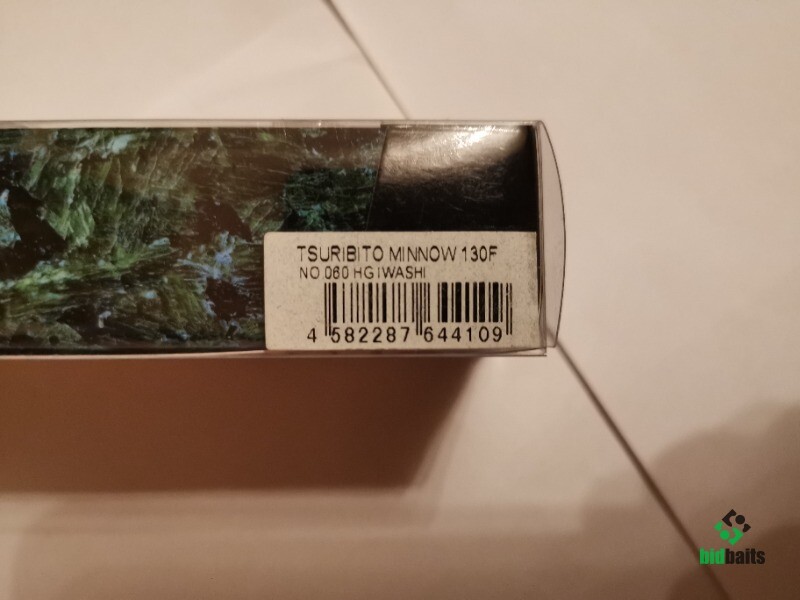 TSURIBITO MINNOW 130F
NO 060 HG IWASHI
4 582287 644109
bidbaits